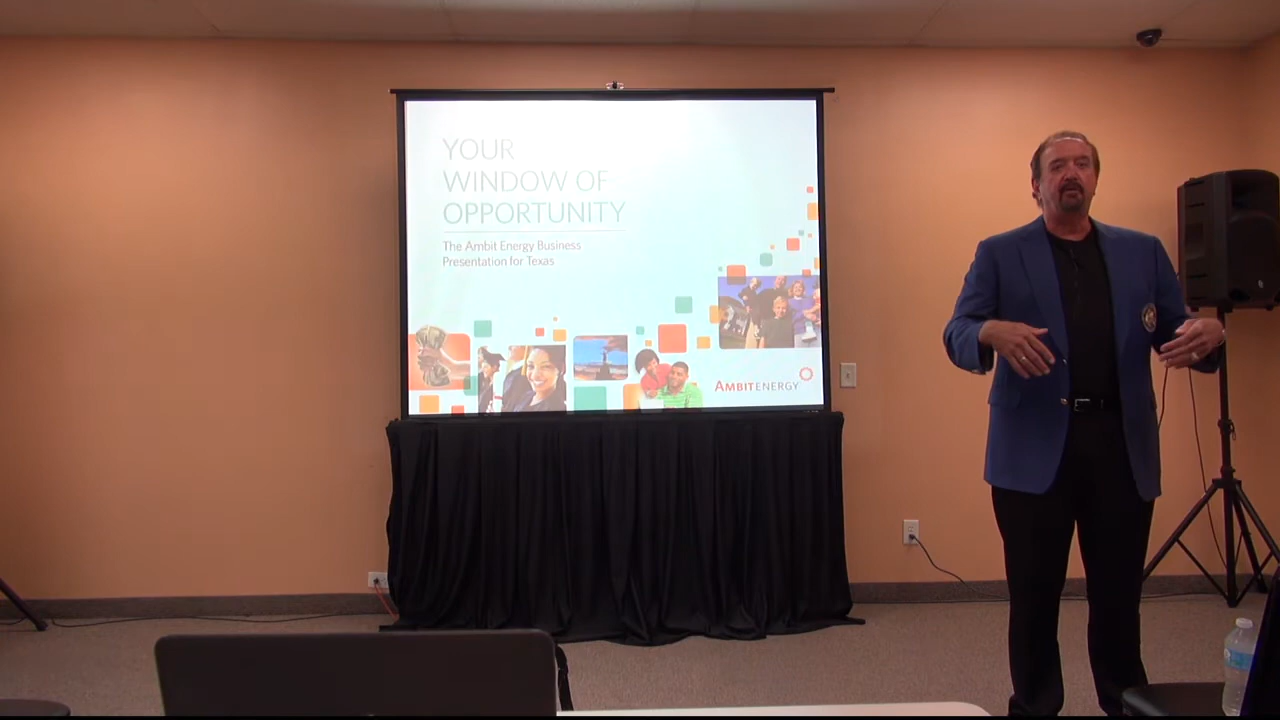 YOUR
WINDOW OF
OPPORTUNITY
The Ambit Energy Business
Presentation for Texas
AMBITENERGY